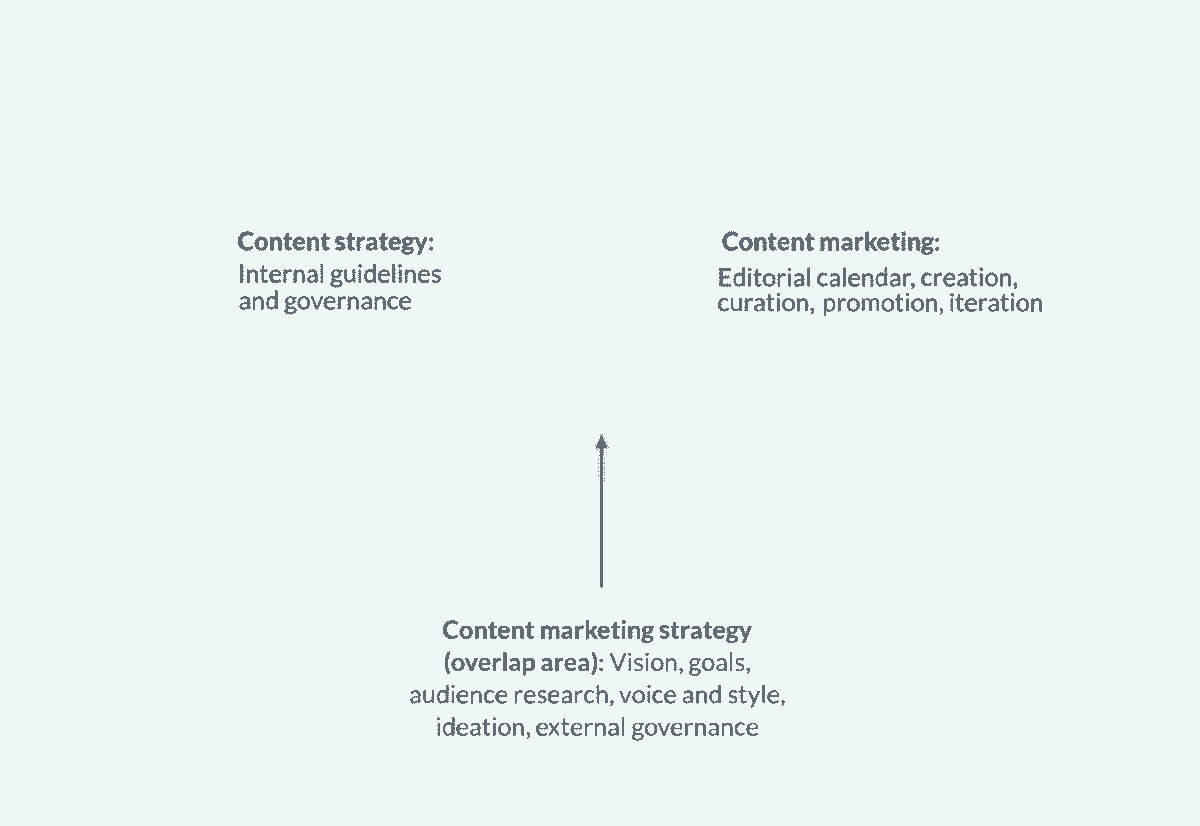 Content strategy:
Internal guidelines
and governance
Content marketing:
Editorial calendar, creation,
curation, promotion, iteration
Content marketing strategy
(overlap area): Vision, goals,
audience research, voice and style,
ideation, external governance